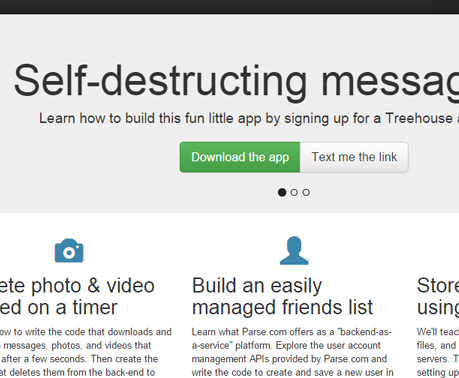 Self-destructing
Learn how to build this fun little app by signing up for a Treehouse
Download the app
Text me the link
photo & video
on a timer
how to write the code that downloads and
messages, photos, and videos that
after a few seconds. Then create the
that deletes them from the back-end to
Build an easily
managed friends list
Learn what Parse.com offers as a "backend-as-
a-service" platform. Explore the user account
management APIs provided by Parse.com and
write the code to create and save a new user in
Store
using
We'll
files, and
servers.
setting up